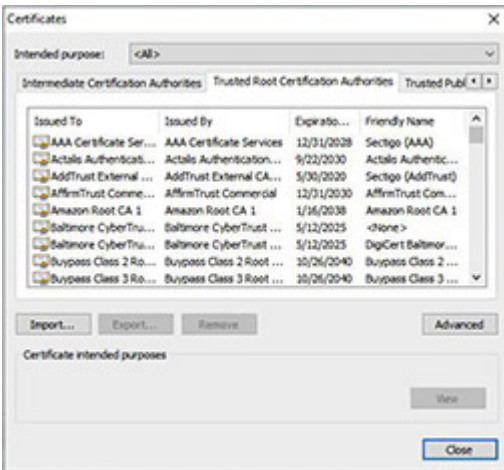 Certificates
Intended purpose: <All>
Intermediate Certification Authorities Trusted Root Certification Authorities Trusted Publ
Issued To Issued By Expiratio... Friendly Name
AAA Certificate Ser... AAA Certificate Services 12/31/2028 Sectigo (AAA)
Actalis Authenticati... Actalis Authentication... 9/22/2030 Actalis Authentic...
AddTrust External ... AddTrust External CA... 5/30/2020 Sectigo (AddTrust)
AffirmTrust Comme... AffirmTrust Commercial 12/31/2030 AffirmTrust Com...
Amazon Root CA 1 Amazon Root CA 1 1/16/2038 Amazon Root CA 1
Baltimore CyberTru... Baltimore CyberTrust ... 5/12/2025 <None>
Baltimore CyberTru... Baltimore CyberTrust ... 5/12/2025 DigiCert Baltimor...
Buypass Class 2 Ro... Buypass Class 2 Root ... 10/26/2040 Buypass Class 2 ...
Buypass Class 3 Ro... Buypass Class 3 Root ... 10/26/2040 Buypass Class 3 ...
Import... Export... Remove Advanced
Certificate intended purposes
View
Close